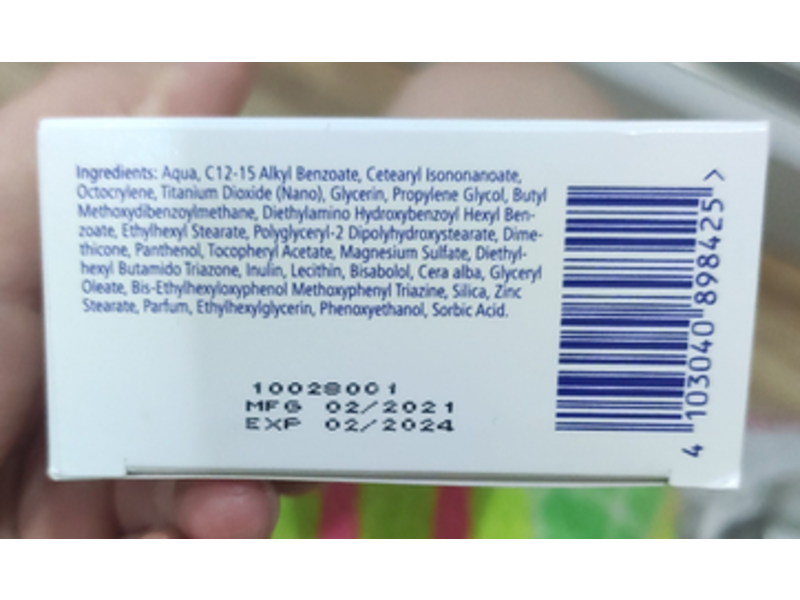 Ingredients: Aqua, C12-15 Alkyl Benzoate, Cetearyl Isononanoate,
Octocrylene, Titanium Dioxide (Nano), Glycerin, Propylene Glycol, Butyl
Methoxydibenzoylmethane, Diethylamino Hydroxybenzoyl Hexyl Ben-
zoate, Ethylhexyl Stearate, Polyglyceryl-2 Dipolyhydroxystearate, Dime-
thicone, Panthenol, Tocopheryl Acetate, Magnesium Sulfate, Diethyl-
hexyl Butamido Triazone, Inulin, Lecithin, Bisabolol, Cera alba, Glyceryl
Oleate, Bis-Ethylhexyloxyphenol Methoxyphenyl Triazine, Silica, Zinc
Stearate, Parfum, Ethylhexylglycerin, Phenoxyethanol, Sorbic Acid.
10028001
MFG 02/2021
EXP 02/2024
4 103040 898425 >